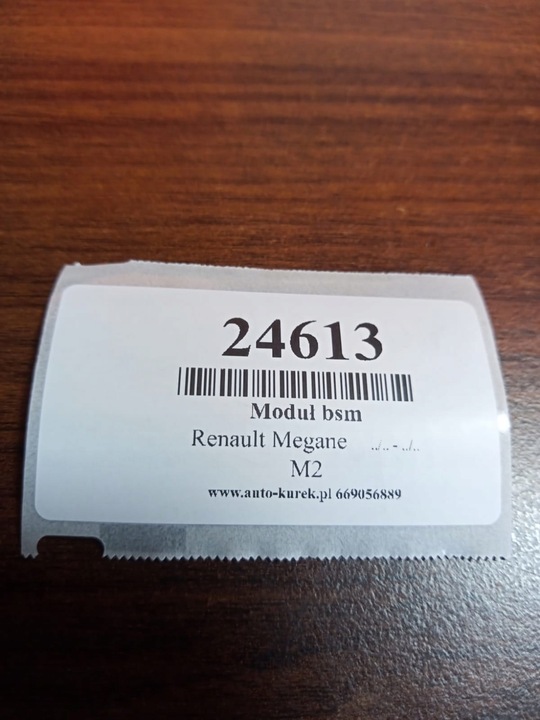 24613
Moduł bsm
Renault Megane ../.. - ../..
M2
www.auto-kurek.pl 669056889